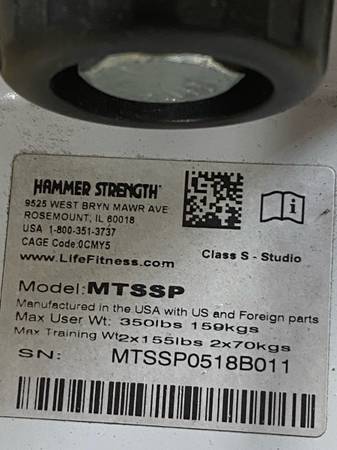 HAMMER STRENGTH®
9525 WEST BRYN MAWR AVE
ROSEMOUNT, IL 60018
USA 1-800-351-3737
CAGE Code:0CMY5
www.LifeFitness.com
Class S - Studio
Model:MTSSP
Manufactured in the USA with US and Foreign parts
Max User Wt: 350lbs 159kgs
Max Training Wt2x155lbs 2x70kgs
SN: MTSSP0518B011